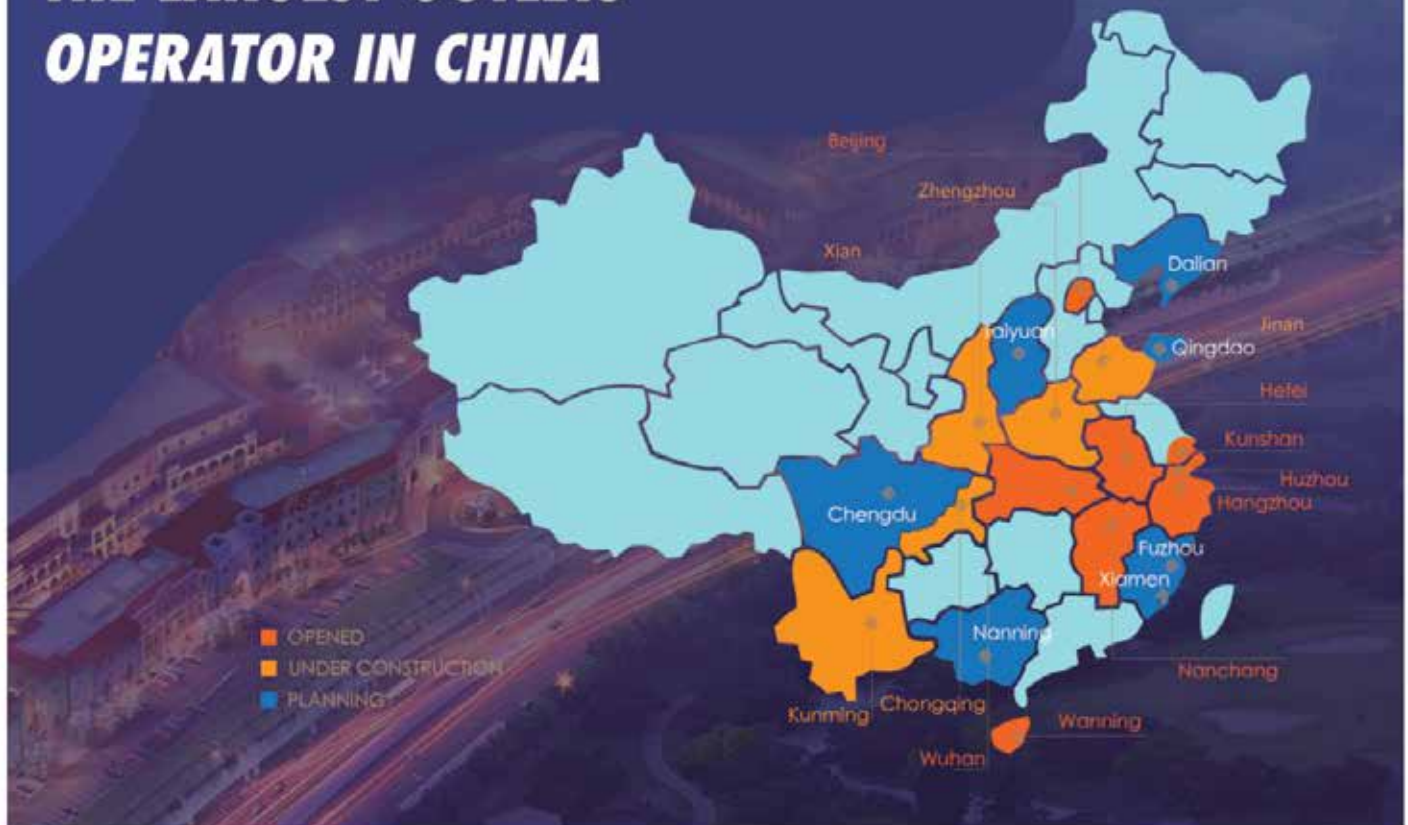 OPERATOR IN CHINA
Beijing
Zhengzhou
Xian
Dalian
Taiyuan
Jinan
Qingdao
Hefei
Kunshan
Huzhou
Hangzhou
Chengdu
Fuzhou
Xiamen
OPENED
Nanning
UNDER CONSTRUCTION
Nanchang
PLANNING
Chongqing
Kunming
Wanning
Wuhan